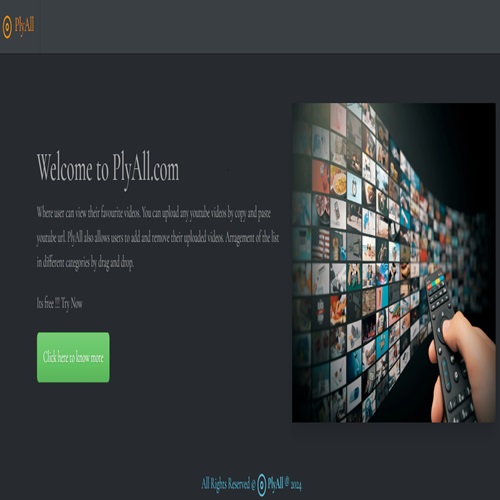 PlyAll
Welcome to PlyAll.com
Where user can view their favourite videos. You can upload any youtube videos by copy and paste
youtube url. PlyAll also allows users to add and remove their uploaded videos. Arragement of the list
in different categories by drag and drop.
Its free !!! Try Now
Click here to know more
All Rights Reserved @ PlyAll ® 2024